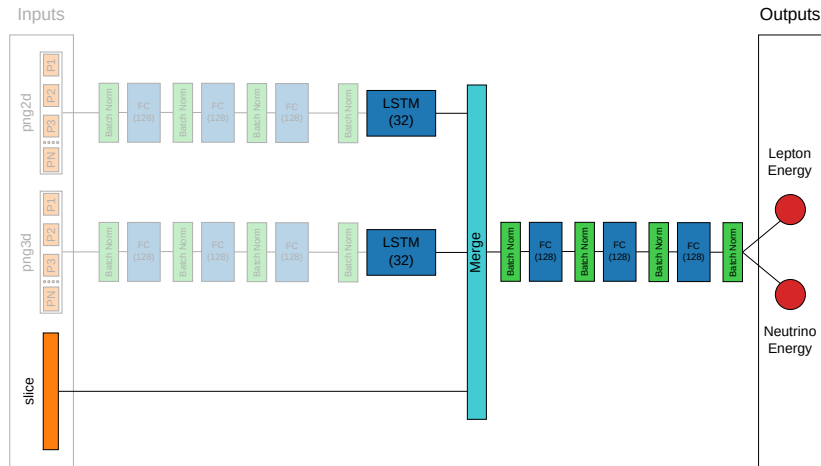 Inputs
Outputs
png2d
P1
P2
P3
PN
Batch Norm
FC
(128)
Batch Norm
FC
(128)
Batch Norm
FC
(128)
Batch Norm
LSTM
(32)
png3d
P1
P2
P3
PN
Batch Norm
FC
(128)
Batch Norm
FC
(128)
Batch Norm
FC
(128)
Batch Norm
LSTM
(32)
slice
Merge
Batch Norm
FC
(128)
Batch Norm
FC
(128)
Batch Norm
FC
(128)
Batch Norm
Lepton
Energy
Neutrino
Energy